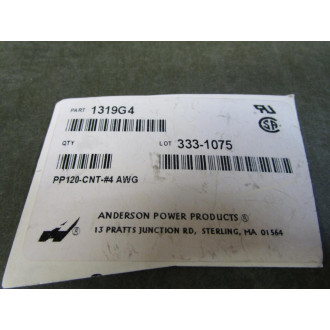 PART 1319G4
QTY LOT 333-1075
PP120-CNT-#4 AWG
ANDERSON POWER PRODUCTS ®
13 PRATTS JUNCTION RD, STERLING, MA 01564